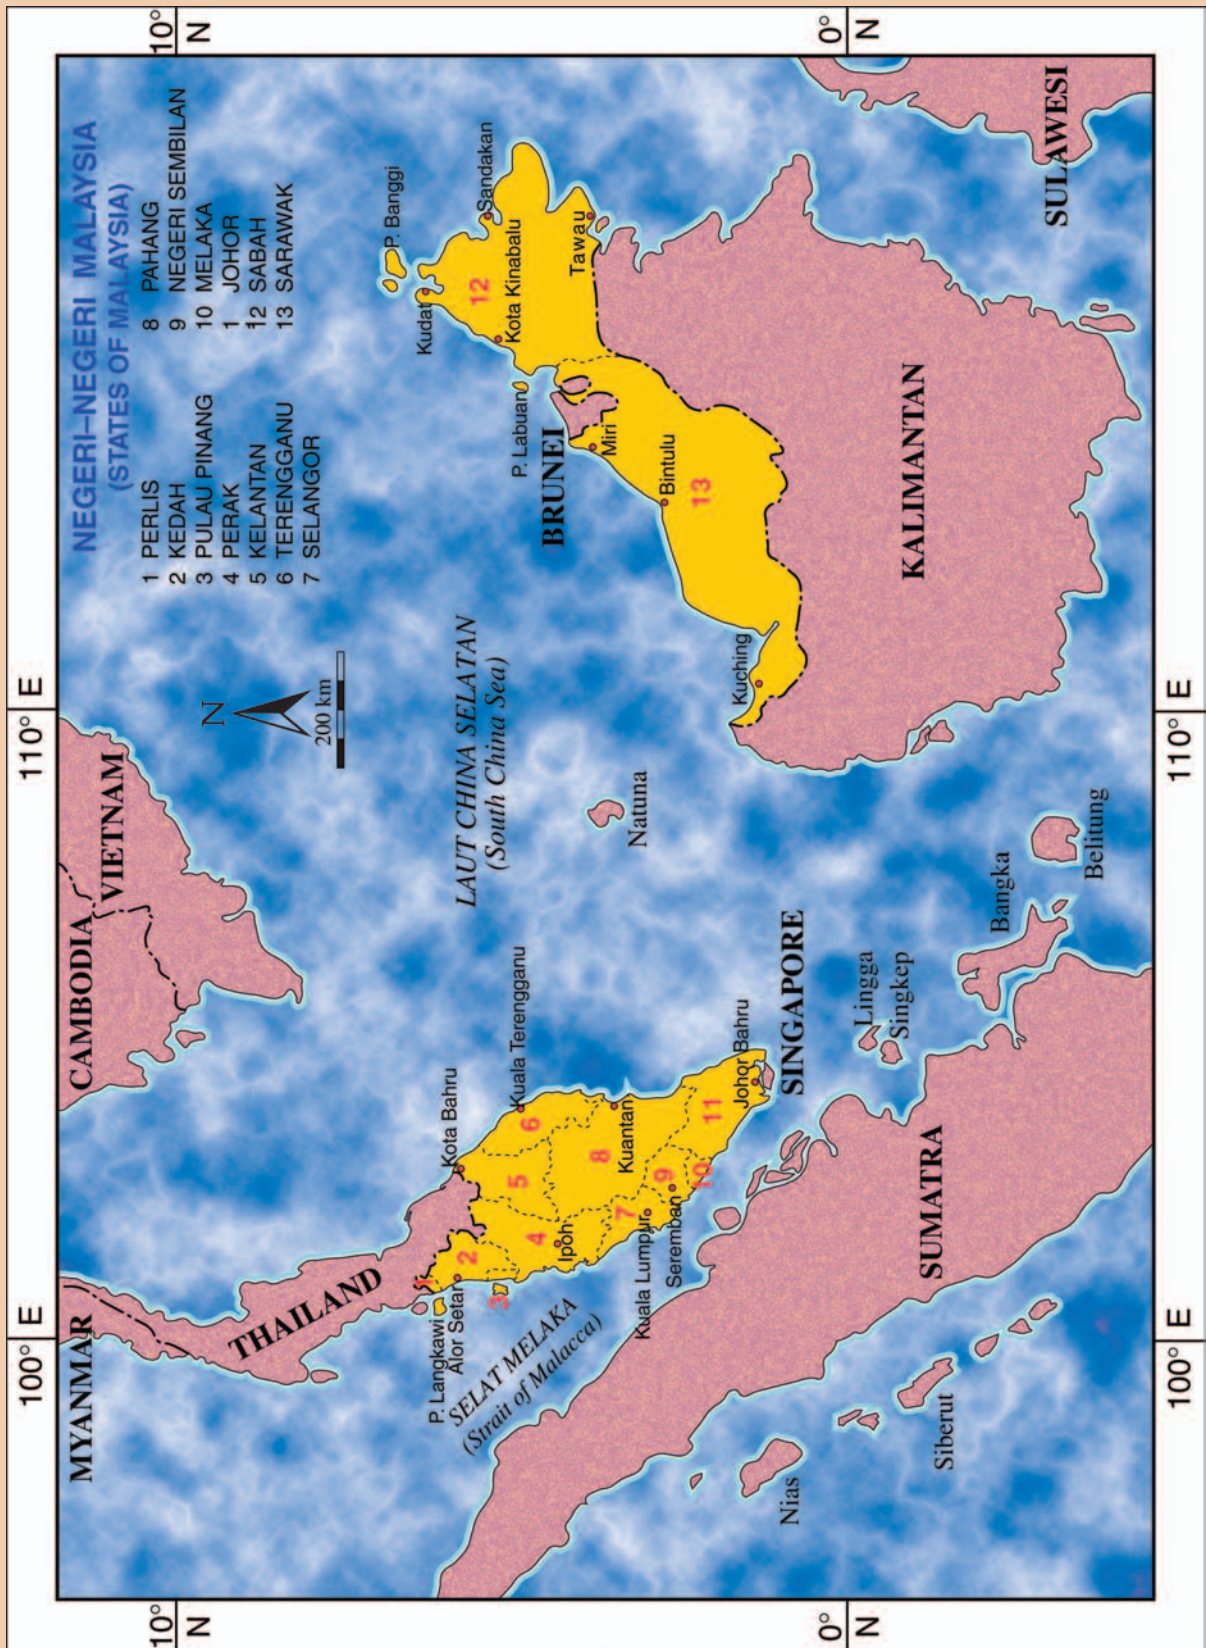 NEGERI–NEGERI MALAYSIA
(STATES OF MALAYSIA)
1 PERLIS
2 KEDAH
3 PULAU PINANG
4 PERAK
5 KELANTAN
6 TERENGGANU
7 SELANGOR
8 PAHANG
9 NEGERI SEMBILAN
10 MELAKA
1 JOHOR
12 SABAH
13 SARAWAK
100° E
110° E
10° N
10° N
0° N
0° N
100° E
110° E
N
200 km
MYANMAR
THAILAND
CAMBODIA
VIETNAM
LAUT CHINA SELATAN
(South China Sea)
Natuna
P. Langkawi
Alor Setar
SELAT MELAKA
(Strait of Malacca)
Kota Bahru
Kuala Terengganu
Ipoh
Kuantan
Kuala Lumpur
Seremban
Johor Bahru
1
2
3
4
5
6
7
8
9
10
11
SINGAPORE
SUMATRA
Nias
Siberut
Lingga
Singkep
Bangka
Belitung
P. Banggi
Kudat
Sandakan
12
Kota Kinabalu
Tawau
P. Labuan
BRUNEI
Miri
Bintulu
13
Kuching
KALIMANTAN
SULAWESI